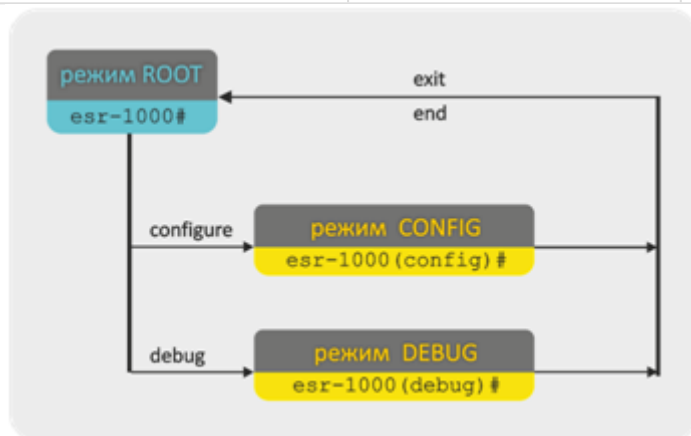 режим ROOT
esr-1000#
exit
end
configure
режим CONFIG
esr-1000(config)#
debug
режим DEBUG
esr-1000(debug)#